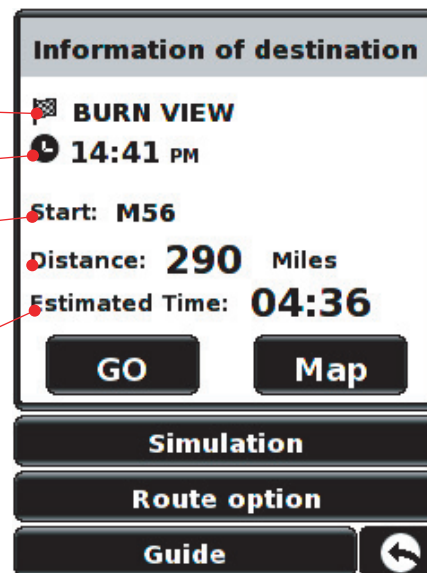 Information of destination
BURN VIEW
14:41 PM
Start: M56
Distance: 290 Miles
Estimated Time: 04:36
GO Map
Simulation
Route option
Guide